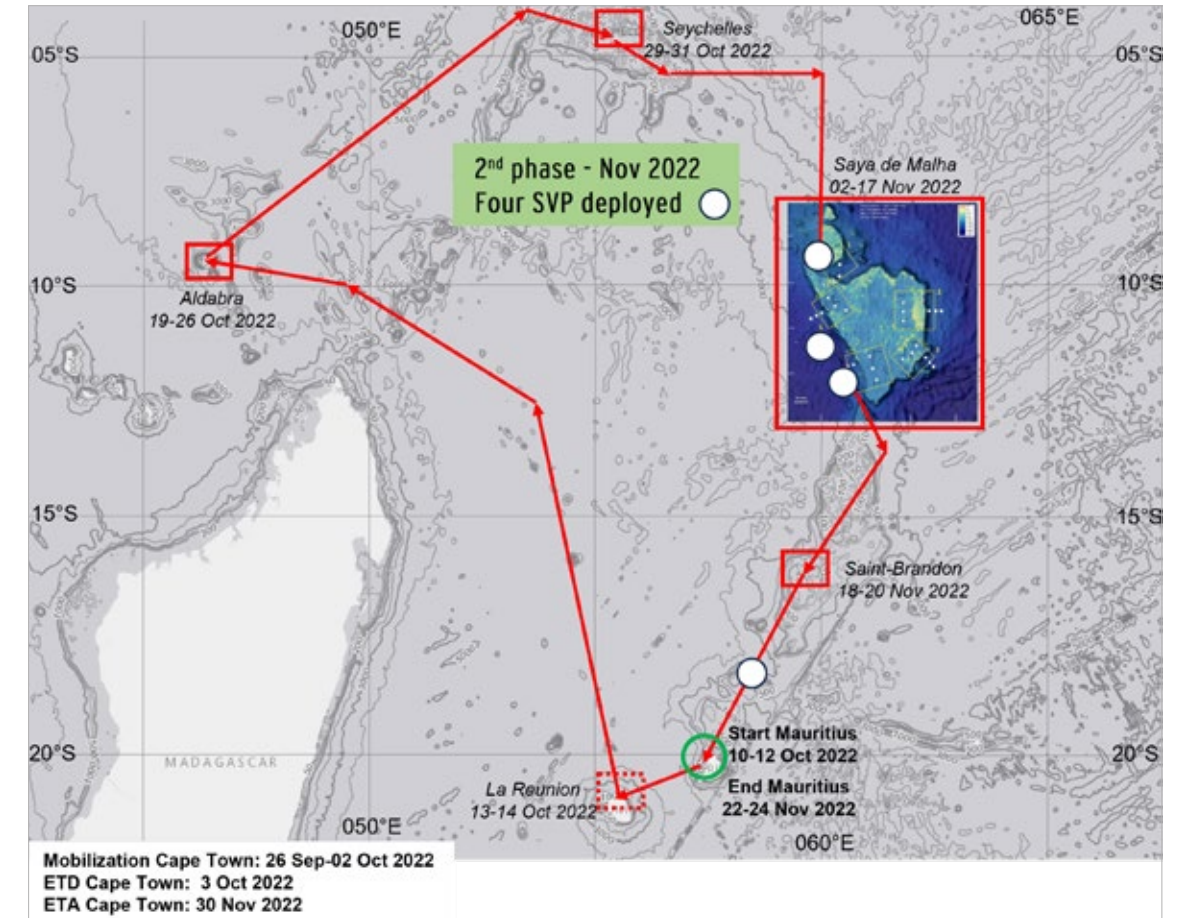 050°E
065°E
Seychelles
29-31 Oct 2022
05°S
05°S
2nd phase - Nov 2022
Four SVP deployed
Saya de Malha
02-17 Nov 2022
10°S
10°S
Aldabra
19-26 Oct 2022
15°S
15°S
Saint-Brandon
18-20 Nov 2022
Start Mauritius
10-12 Oct 2022
20°S
20°S
MADAGASCAR
End Mauritius
22-24 Nov 2022
La Reunion
13-14 Oct 2022
050°E
060°E
Mobilization Cape Town: 26 Sep-02 Oct 2022
ETD Cape Town: 3 Oct 2022
ETA Cape Town: 30 Nov 2022